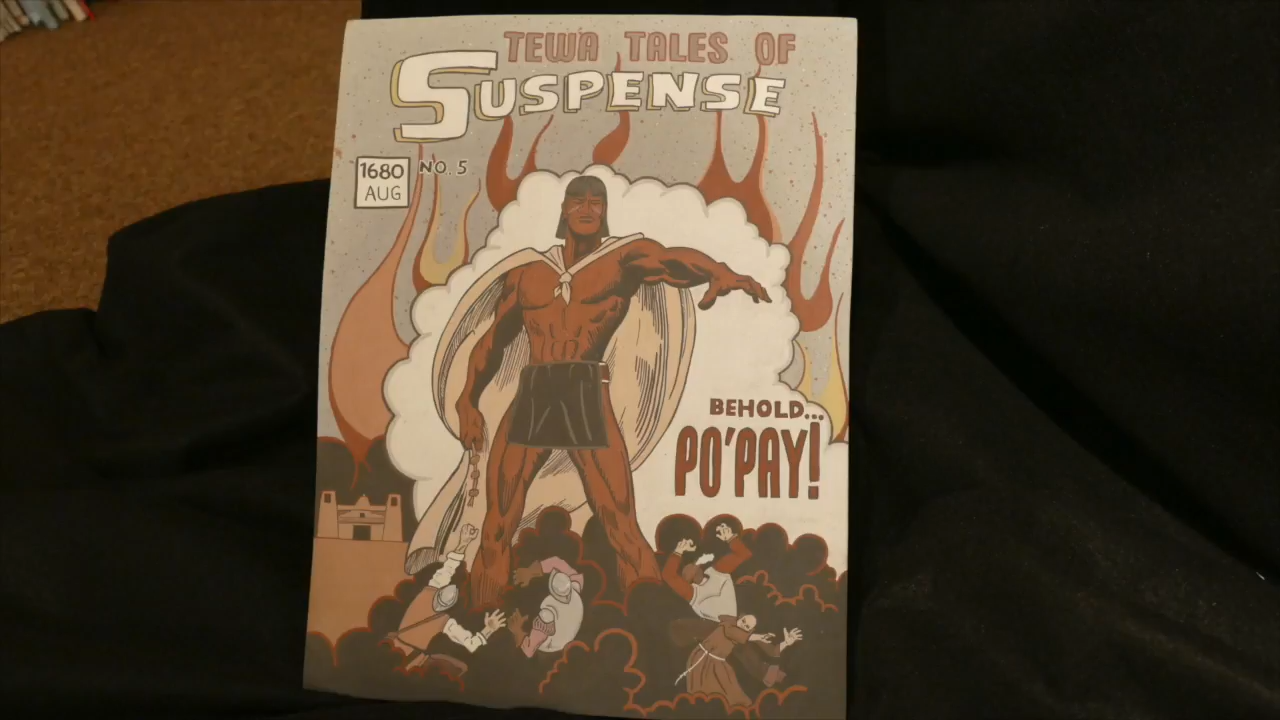 TEWA TALES OF
SUSPENSE
1680
AUG
NO. 5
BEHOLD...
PO'PAY!